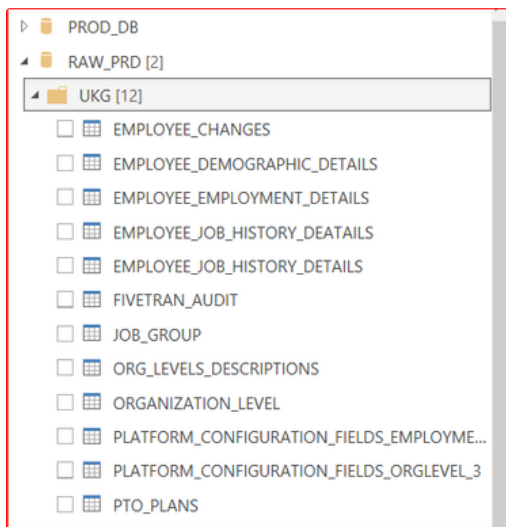 PROD_DB
RAW_PRD [2]
UKG [12]
EMPLOYEE_CHANGES
EMPLOYEE_DEMOGRAPHIC_DETAILS
EMPLOYEE_EMPLOYMENT_DETAILS
EMPLOYEE_JOB_HISTORY_DEATAILS
EMPLOYEE_JOB_HISTORY_DETAILS
FIVETRAN_AUDIT
JOB_GROUP
ORG_LEVELS_DESCRIPTIONS
ORGANIZATION_LEVEL
PLATFORM_CONFIGURATION_FIELDS_EMPLOYME...
PLATFORM_CONFIGURATION_FIELDS_ORGLEVEL_3
PTO_PLANS